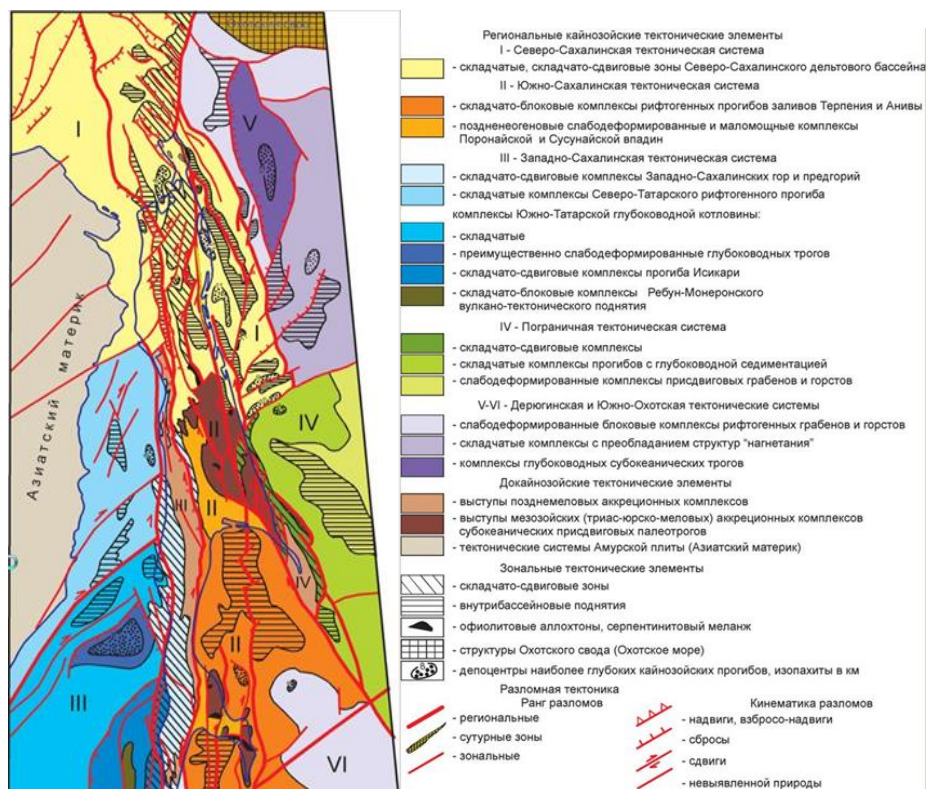 Азиатский материк
I
V
I
II
IV
III
II
IV
II
III
VI
Региональные кайнозойские тектонические элементы
I - Северо-Сахалинская тектоническая система
- складчатые, складчато-сдвиговые зоны Северо-Сахалинского дельтового бассейна
II - Южно-Сахалинская тектоническая система
- складчато-блоковые комплексы рифтогенных прогибов заливов Терпения и Анивы
- поздненеогеновые слабодеформированные и маломощные комплексы
Поронайской и Сусунайской впадин
III - Западно-Сахалинская тектоническая система
- складчато-сдвиговые комплексы Западно-Сахалинских гор и предгорий
- складчатые комплексы Северо-Татарского рифтогенного прогиба
комплексы Южно-Татарской глубоководной котловины:
- складчатые
- преимущественно слабодеформированные глубоководных трогов
- складчато-сдвиговые комплексы прогиба Исикари
- складчато-блоковые комплексы Ребун-Монеронского
вулкано-тектонического поднятия
IV - Пограничная тектоническая система
- складчато-сдвиговые комплексы
- складчатые комплексы прогибов с глубоководной седиментацией
- слабодеформированные комплексы присдвиговых грабенов и горстов
V-VI - Дерюгинская и Южно-Охотская тектонические системы
- слабодеформированные блоковые комплексы рифтогенных грабенов и горстов
- складчатые комплексы с преобладанием структур "нагнетания"
- комплексы глубоководных субокеанических трогов
Докайнозойские тектонические элементы
- выступы позднемеловых аккреционных комплексов
- выступы мезозойских (триас-юрско-меловых) аккреционных комплексов
субокеанических присдвиговых палеотрогов
- тектонические системы Амурской плиты (Азиатский материк)
Зональные тектонические элементы
- складчато-сдвиговые зоны
- внутрибассейновые поднятия
- офиолитовые аллохтоны, серпентинитовый меланж
- структуры Охотского свода (Охотское море)
- депоцентры наиболее глубоких кайнозойских прогибов, изопахиты в км
Разломная тектоника
Ранг разломов
- региональные
- сутурные зоны
- зональные
Кинематика разломов
- надвиги, взбросо-надвиги
- сбросы
- сдвиги
- невыявленной природы